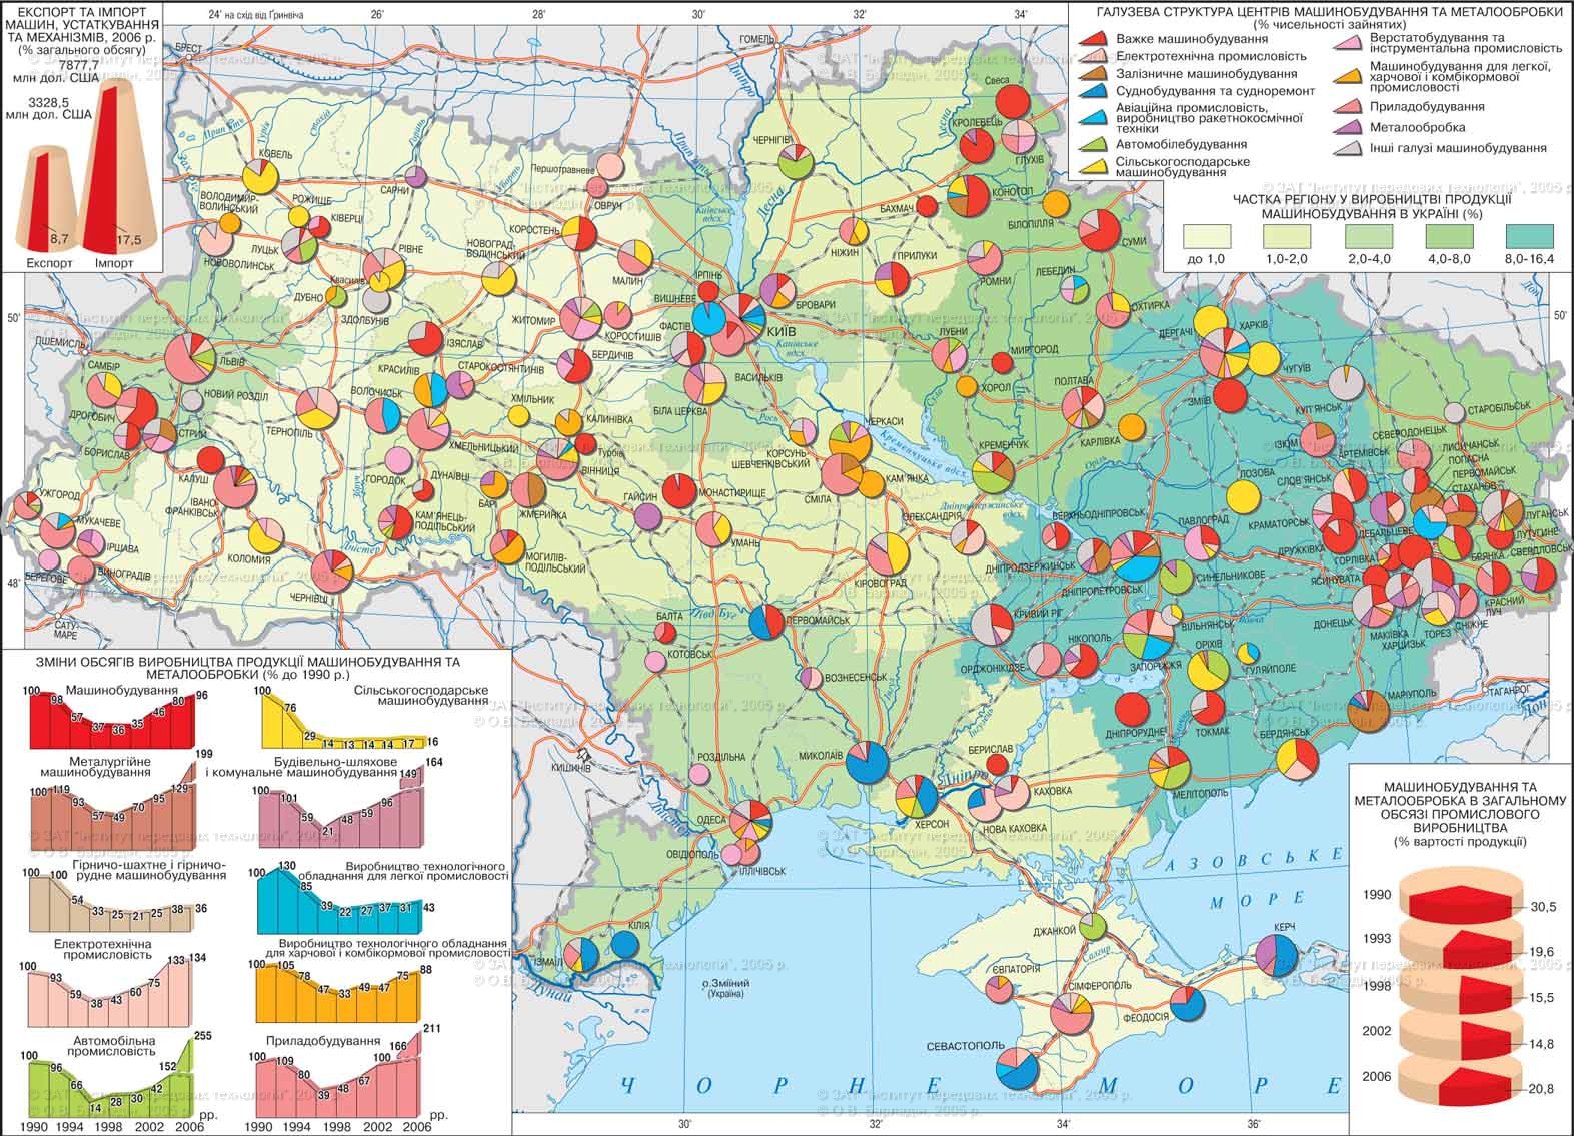 ЕКСПОРТ ТА ІМПОРТ
МАШИН, УСТАТКУВАННЯ
ТА МЕХАНІЗМІВ, 2006 р.
(% загального обсягу)
7877,7
млн дол. США
3328,5
млн дол. США
8,7
17,5
Експорт
Імпорт
24° на схід від Ґринвіча
26°
28°
30°
32°
34°
ГАЛУЗЕВА СТРУКТУРА ЦЕНТРІВ МАШИНОБУДУВАННЯ ТА МЕТАЛООБРОБКИ
(% чисельності зайнятих)
Важке машинобудування
Електротехнічна промисловість
Залізничне машинобудування
Суднобудування та судноремонт
Авіаційна промисловість,
виробництво ракетнокосмічної
техніки
Автомобілебудування
Сільськогосподарське
машинобудування
Верстатобудування та
інструментальна промисловість
Машинобудування для легкої,
харчової і комбікормової
промисловості
Приладобудування
Металообробка
Інші галузі машинобудування
ЧАСТКА РЕГІОНУ У ВИРОБНИЦТВІ ПРОДУКЦІЇ
МАШИНОБУДУВАННЯ В УКРАЇНІ (%)
до 1,0
1,0-2,0
2,0-4,0
4,0-8,0
8,0-16,4
БРЕСТ
ГОМЕЛЬ
Дніпро
Свеса
КРОЛЕВЕЦЬ
ГЛУХІВ
ЧЕРНІГІВ
КОВЕЛЬ
Першотравневе
САРНИ
ОВРУЧ
КОНОТОП
БІЛОПІЛЛЯ
БАХМАЧ
СУМИ
ВОЛОДИМИР-
ВОЛИНСЬКИЙ
РОЖИЩЕ
КІВЕРЦІ
ЛУЦЬК
НОВОВОЛИНСЬК
РІВНЕ
НОВОГРАД-
ВОЛИНСЬКИЙ
КОРОСТЕНЬ
МАЛИН
НІЖИН
ПРИЛУКИ
РОМНИ
ЛЕБЕДИН
ОХТИРКА
Десна
Київське
вдсх.
Квасилів
ДУБНО
ЗДОЛБУНІВ
ЖИТОМИР
КОРОСТИШІВ
ІРПІНЬ
ВИШНЕВЕ
БРОВАРИ
КИЇВ
ФАСТІВ
ВАСИЛЬКІВ
Канівське
вдсх.
ЛУБНИ
МИРГОРОД
ХОРОЛ
ДЕРГАЧІ
ХАРКІВ
ЧУГУЇВ
ЗМІЇВ
КУП'ЯНСЬК
СТАРОБІЛЬСЬК
50°
50°
ПШЕМИСЛЬ
ЛЬВІВ
САМБІР
ДРОГОБИЧ
НОВИЙ РОЗДІЛ
СТРИЙ
БОРИСЛАВ
ІЗЯСЛАВ
КРАСИЛІВ
СТАРОКОСТЯНТИНІВ
БЕРДИЧІВ
ВОЛОЧИСЬК
ХМІЛЬНИК
КАЛИНІВКА
ТЕРНОПІЛЬ
ХМЕЛЬНИЦЬКИЙ
Турбів
ВІННИЦЯ
БІЛА ЦЕРКВА
Рось
ЧЕРКАСИ
КОРСУНЬ-
ШЕВЧЕНКІВСЬКИЙ
Кременчуцьке вдсх.
СМІЛА
КАМ'ЯНКА
КРЕМЕНЧУК
ПОЛТАВА
КАРЛІВКА
КАЛУШ
ІВАНО-
ФРАНКІВСЬК
КОЛОМИЯ
ГОРОДОК
ДУНАЇВЦІ
КАМ'ЯНЕЦЬ-
ПОДІЛЬСЬКИЙ
БАРІ
ЖМЕРИНКА
МОГИЛІВ-
ПОДІЛЬСЬКИЙ
Дністер
ГАЙСИН
МОНАСТИРИЩЕ
УМАНЬ
КІРОВОГРАД
ОЛЕКСАНДРІЯ
Дніпродзержинське
вдсх.
ВЕРХНЬОДНІПРОВСЬК
ДНІПРОДЗЕРЖИНСЬК
ДНІПРОПЕТРОВСЬК
ПАВЛОГРАД
СИНЕЛЬНИКОВЕ
ІЗЮМ
ЛОЗОВА
СЛОВ'ЯНСЬК
КРАМАТОРСЬК
ДРУЖКІВКА
АРТЕМІВСЬК
СЄВЄРОДОНЕЦЬК
ЛИСИЧАНСЬК
ПОПАСНА
ПЕРВОМАЙСЬК
СТАХАНОВ
ЛУГАНСЬК
ЛУТУГИНЕ
ДЕБАЛЬЦЕВЕ
ГОРЛІВКА
БРЯНКА
СВЕРДЛОВСЬК
ЯСИНУВАТА
КРАСНИЙ
ЛУЧ
ДОНЕЦЬК
МАКІЇВКА
ХАРЦИЗЬК
ТОРЕЗ
СНІЖНЕ
УЖГОРОД
МУКАЧЕВЕ
ІРШАВА
БЕРЕГОВЕ
ВИНОГРАДІВ
48°
САТУ-
МАРЕ
ЧЕРНІВЦІ
БАЛТА
КОТОВСЬК
ПЕРВОМАЙСЬК
Півд. Буг
ВОЗНЕСЕНСЬК
КРИВИЙ РІГ
ОРДЖОНІКІДЗЕ
НІКОПОЛЬ
ЗАПОРІЖЖЯ
ВІЛЬНЯНСЬК
ОРІХІВ
ГУЛЯЙПОЛЕ
ДНІПРОРУДНЕ
ТОКМАК
МАРІУПОЛЬ
БЕРДЯНСЬК
МЕЛІТОПОЛЬ
ТАГАНРОГ
Дон
КИШИНІВ
РОЗДІЛЬНА
МИКОЛАЇВ
БЕРИСЛАВ
КАХОВКА
НОВА КАХОВКА
Дніпро
ХЕРСОН
ОДЕСА
ОВІДІОПОЛЬ
ІЛЛІЧІВСЬК
ІЗМАЇЛ
КІЛІЯ
Дунай
о.Зміїний
(Україна)
АЗОВСЬКЕ
МОРЕ
ДЖАНКОЙ
Салгир
КЕРЧ
ЄВПАТОРІЯ
СІМФЕРОПОЛЬ
ФЕОДОСІЯ
СЕВАСТОПОЛЬ
ЧОРНЕ МОРЕ
30°
32°
34°
36°
ЗМІНИ ОБСЯГІВ ВИРОБНИЦТВА ПРОДУКЦІЇ МАШИНОБУДУВАННЯ ТА
МЕТАЛООБРОБКИ (% до 1990 р.)
Машинобудування
100 98 57 37 36 35 46 80 96
Сільськогосподарське
машинобудування
100 76 29 14 13 14 14 17 16
Металургійне
машинобудування
100 119 93 57 49 70 95 129 199
Будівельно-шляхове
і комунальне машинобудування
100 101 59 21 48 59 96 149 164
Гірничо-шахтне і гірничо-
рудне машинобудування
100 100 54 33 25 21 25 38 36
Виробництво технологічного
обладнання для легкої промисловості
100 130 85 39 22 27 37 31 43
Електротехнічна
промисловість
100 93 59 38 43 60 75 133 134
Виробництво технологічного обладнання
для харчової і комбікормової промисловості
100 105 78 47 33 49 47 75 88
Автомобільна
промисловість
100 96 66 14 28 30 42 152 255
Приладобудування
100 109 80 39 48 67 100 166 211
1990 1994 1998 2002 2006 рр.
1990 1994 1998 2002 2006 рр.
МАШИНОБУДУВАННЯ ТА
МЕТАЛООБРОБКА В ЗАГАЛЬНОМУ
ОБСЯЗІ ПРОМИСЛОВОГО
ВИРОБНИЦТВА
(% вартості продукції)
1990 30,5
1993 19,6
1998 15,5
2002 14,8
2006 20,8
© ЗАТ "Інститут передових технологій", 2005 р.
© О.В. Барладін, 2005 р.